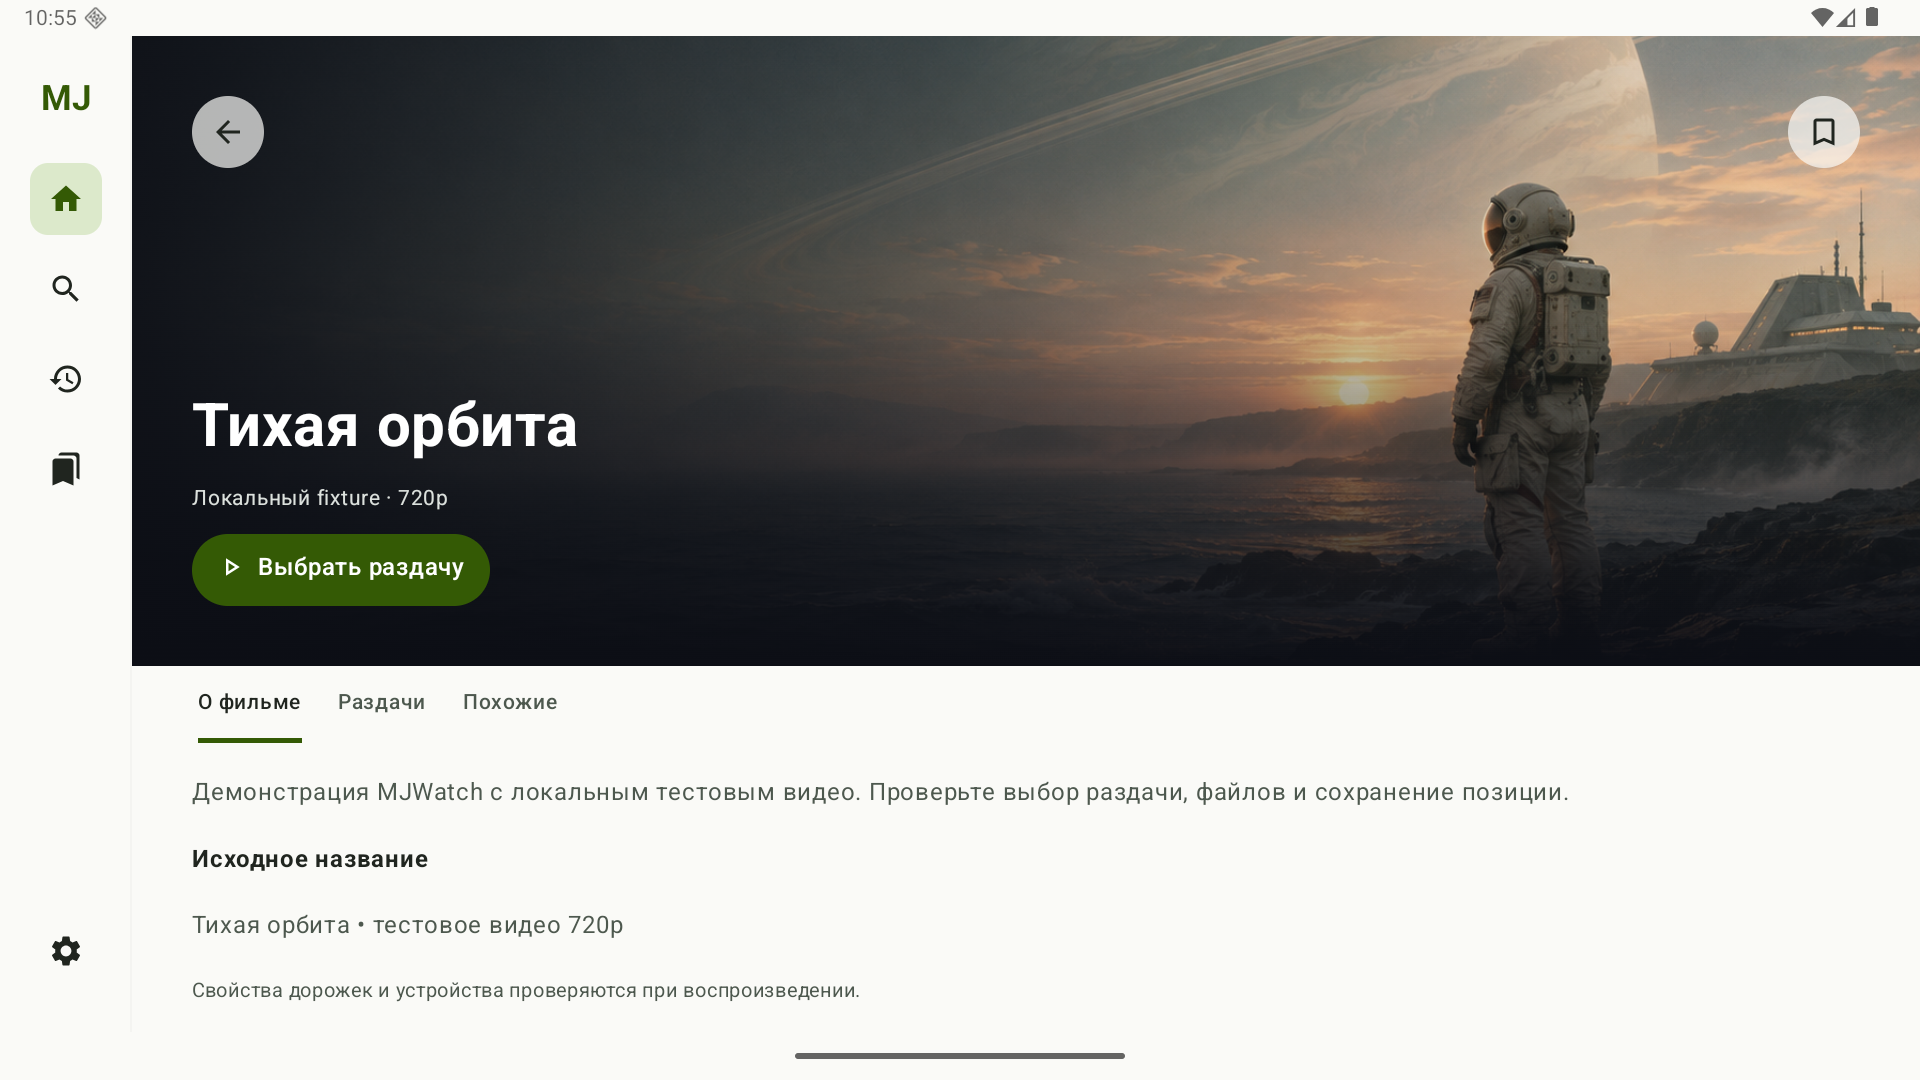 10:55
MJ
Тихая орбита
Локальный fixture · 720p
Выбрать раздачу
О фильме
Раздачи
Похожие
Демонстрация MJWatch с локальным тестовым видео. Проверьте выбор раздачи, файлов и сохранение позиции.
Исходное название
Тихая орбита • тестовое видео 720p
Свойства дорожек и устройства проверяются при воспроизведении.